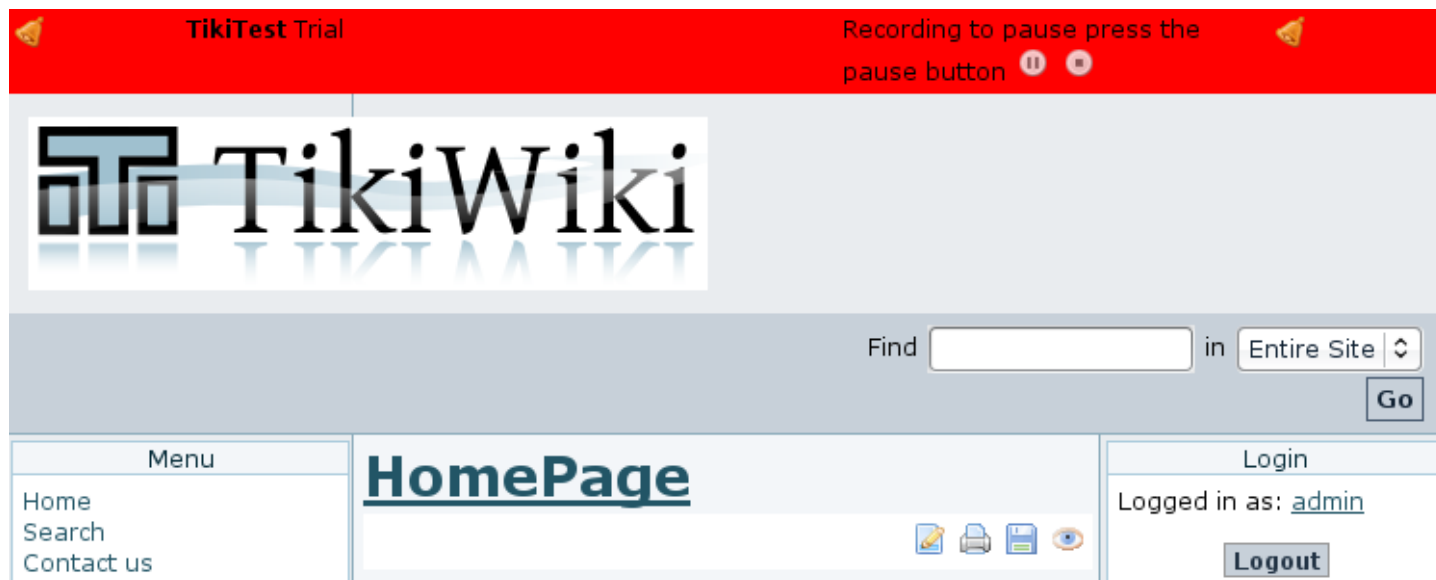 TikiTest Trial
Recording to pause press the
pause button
TikiWiki
Find
in
Entire Site
Go
Menu
Home
Search
Contact us
HomePage
Login
Logged in as: admin
Logout